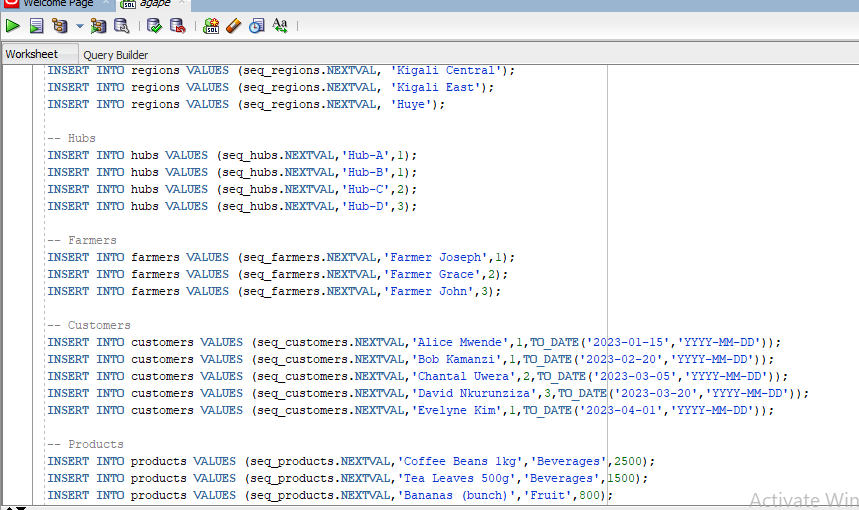 Welcome Page
agape
Worksheet
Query Builder
INSERT INTO regions VALUES (seq_regions.NEXTVAL, 'Kigali Central');
INSERT INTO regions VALUES (seq_regions.NEXTVAL, 'Kigali East');
INSERT INTO regions VALUES (seq_regions.NEXTVAL, 'Huye');
-- Hubs
INSERT INTO hubs VALUES (seq_hubs.NEXTVAL,'Hub-A',1);
INSERT INTO hubs VALUES (seq_hubs.NEXTVAL,'Hub-B',1);
INSERT INTO hubs VALUES (seq_hubs.NEXTVAL,'Hub-C',2);
INSERT INTO hubs VALUES (seq_hubs.NEXTVAL,'Hub-D',3);
-- Farmers
INSERT INTO farmers VALUES (seq_farmers.NEXTVAL,'Farmer Joseph',1);
INSERT INTO farmers VALUES (seq_farmers.NEXTVAL,'Farmer Grace',2);
INSERT INTO farmers VALUES (seq_farmers.NEXTVAL,'Farmer John',3);
-- Customers
INSERT INTO customers VALUES (seq_customers.NEXTVAL,'Alice Mwende',1,TO_DATE('2023-01-15','YYYY-MM-DD'));
INSERT INTO customers VALUES (seq_customers.NEXTVAL,'Bob Kamanzi',1,TO_DATE('2023-02-20','YYYY-MM-DD'));
INSERT INTO customers VALUES (seq_customers.NEXTVAL,'Chantal Uwera',2,TO_DATE('2023-03-05','YYYY-MM-DD'));
INSERT INTO customers VALUES (seq_customers.NEXTVAL,'David Nkurunziza',3,TO_DATE('2023-03-20','YYYY-MM-DD'));
INSERT INTO customers VALUES (seq_customers.NEXTVAL,'Evelyne Kim',1,TO_DATE('2023-04-01','YYYY-MM-DD'));
-- Products
INSERT INTO products VALUES (seq_products.NEXTVAL,'Coffee Beans 1kg','Beverages',2500);
INSERT INTO products VALUES (seq_products.NEXTVAL,'Tea Leaves 500g','Beverages',1500);
INSERT INTO products VALUES (seq_products.NEXTVAL,'Bananas (bunch)','Fruit',800);
Activate Win